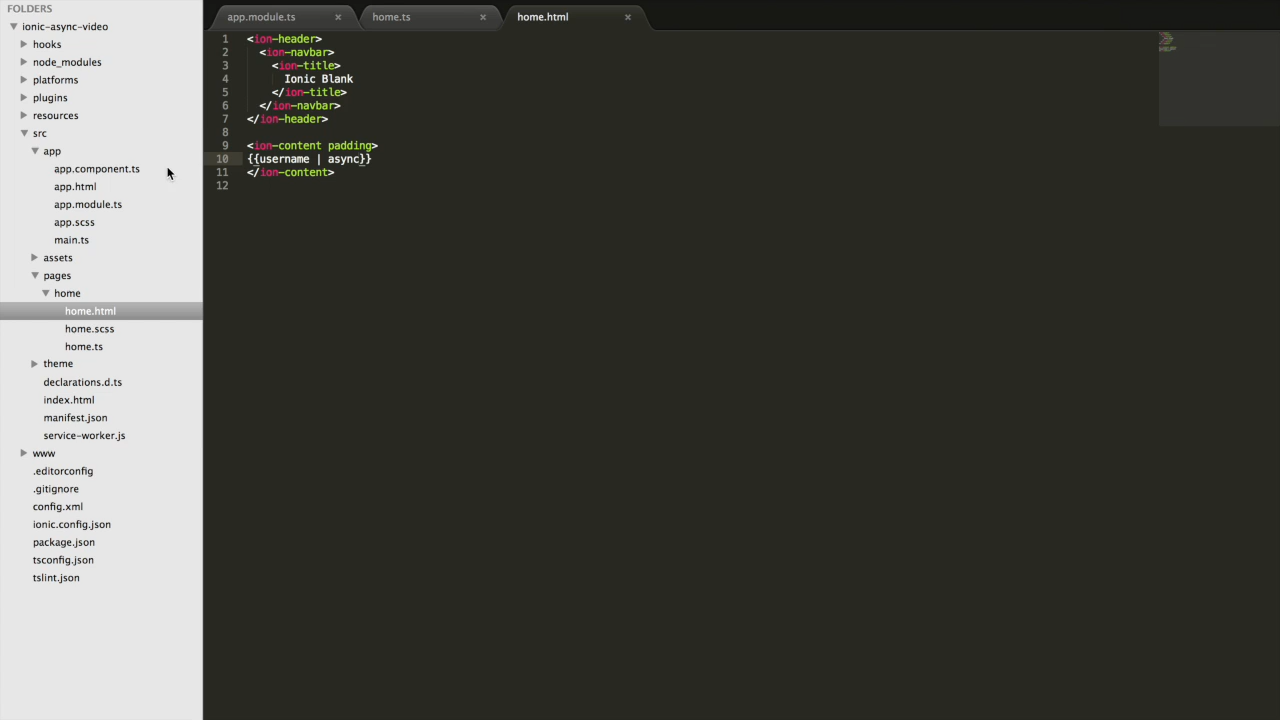 FOLDERS
ionic-async-video
hooks
node_modules
platforms
plugins
resources
src
app
app.component.ts
app.html
app.module.ts
app.scss
main.ts
assets
pages
home
home.html
home.scss
home.ts
theme
declarations.d.ts
index.html
manifest.json
service-worker.js
www
.editorconfig
.gitignore
config.xml
ionic.config.json
package.json
tsconfig.json
tslint.json
app.module.ts × home.ts × home.html ×
1 <ion-header>
2 <ion-navbar>
3 <ion-title>
4 Ionic Blank
5 </ion-title>
6 </ion-navbar>
7 </ion-header>
8
9 <ion-content padding>
10 {{username | async}}
11 </ion-content>
12